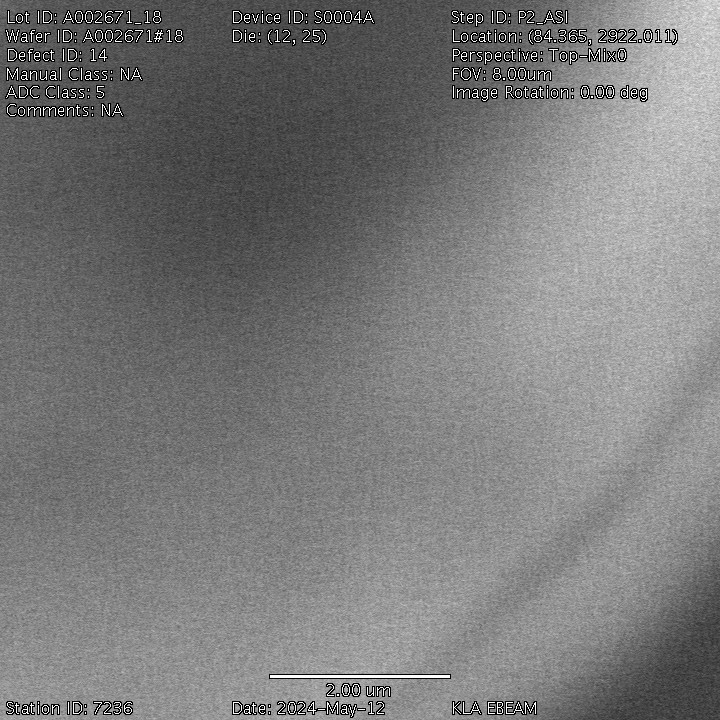 Lot ID: A002671_18 Device ID: S0004A Step ID: P2_ASI
Wafer ID: A002671#18 Die: (12, 25) Location: (84.365, 2922.011)
Defect ID: 14 Perspective: Top-Mix0
Manual Class: NA FOV: 8.00um
ADC Class: 5 Image Rotation: 0.00 deg
Comments: NA
2.00 um
Station ID: 7236 Date: 2024-May-12 KLA EBEAM